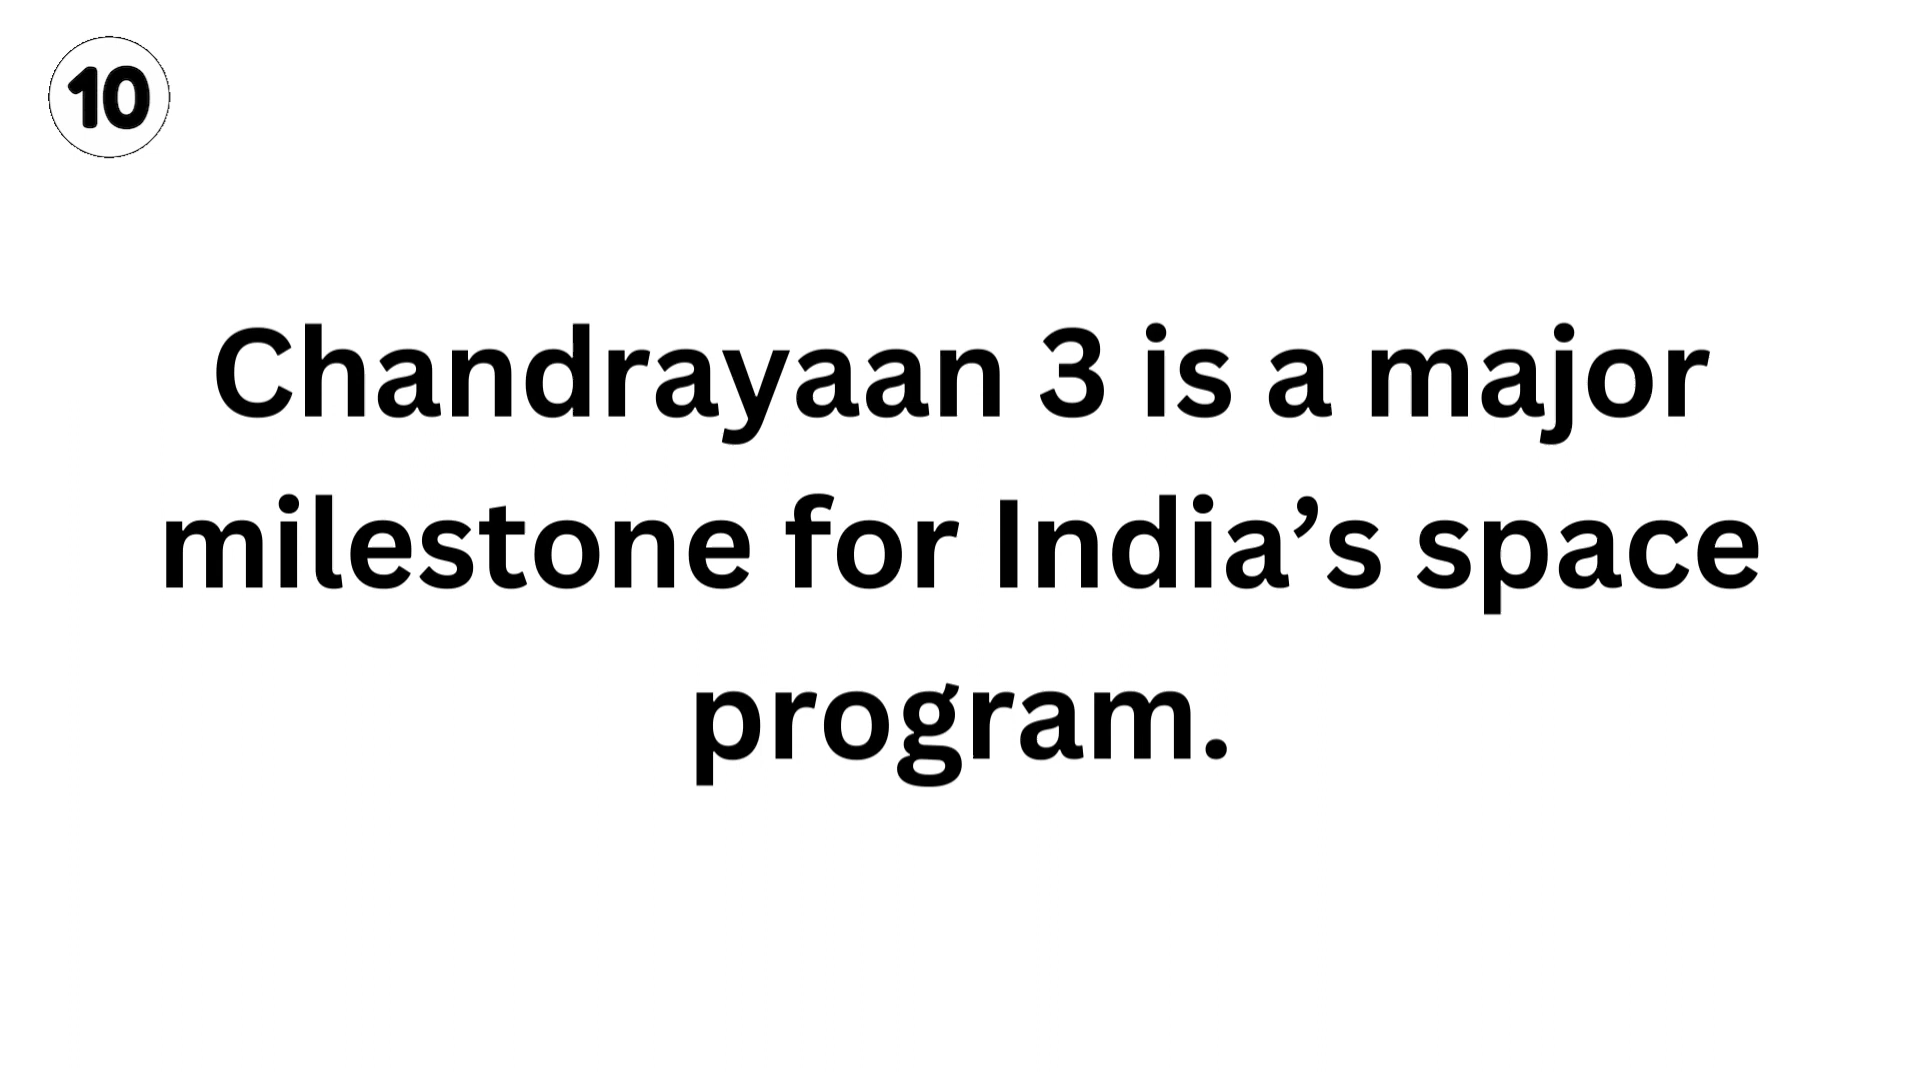 10
Chandrayaan 3 is a major
milestone for India’s space
program.